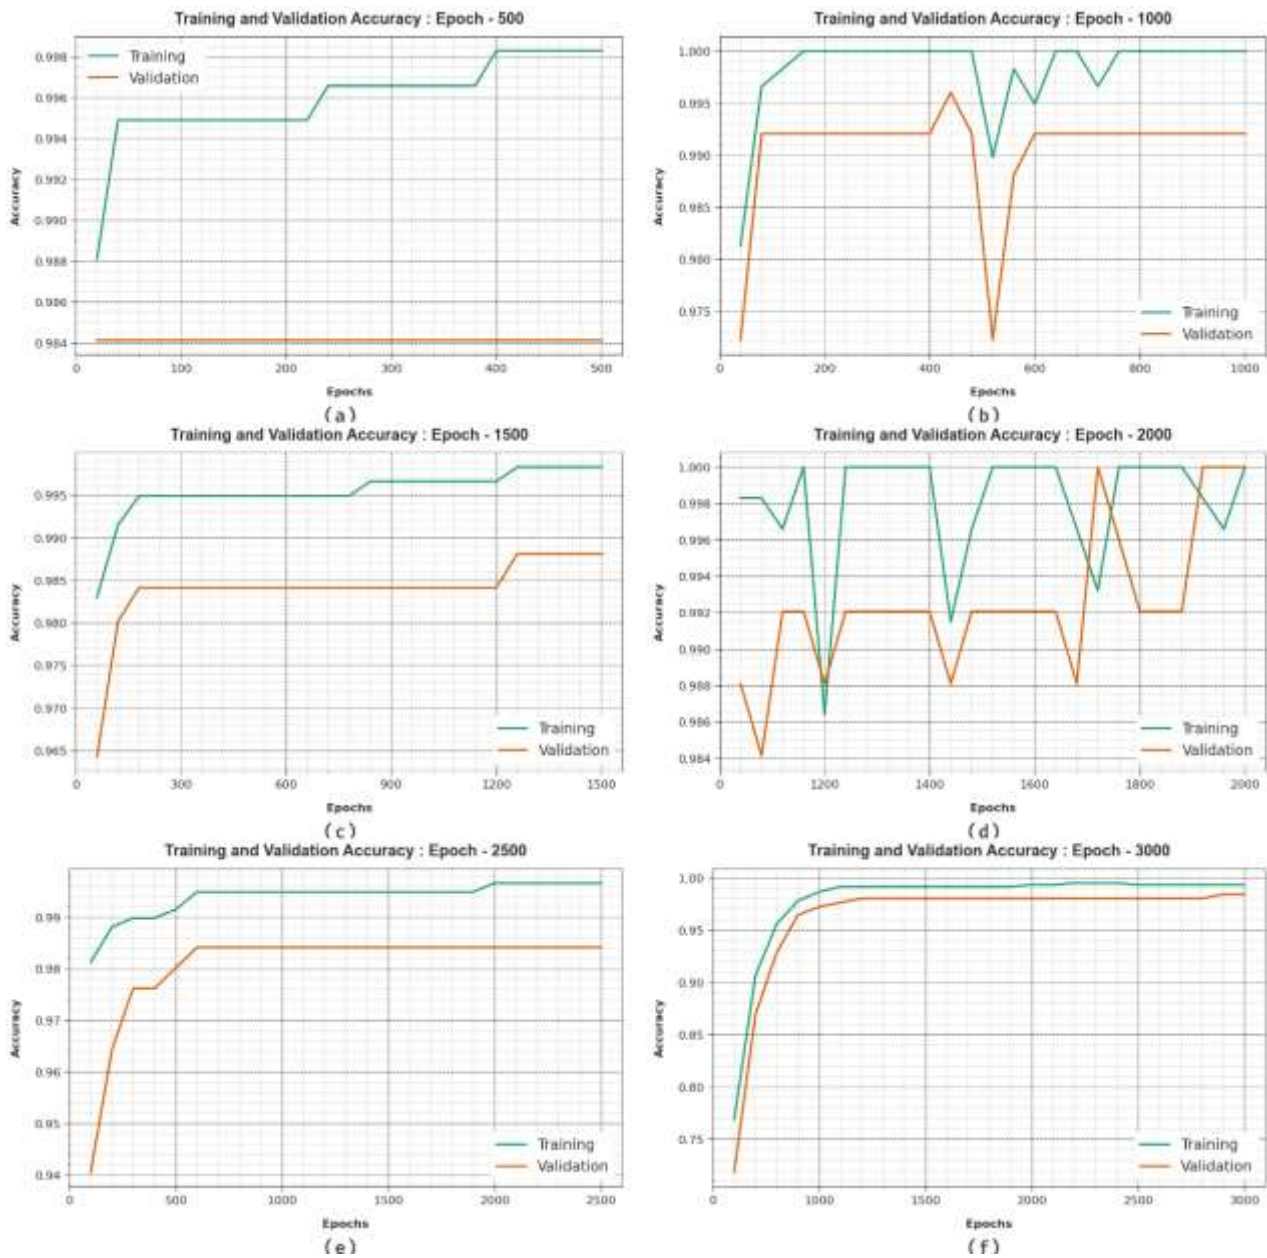 Training and Validation Accuracy : Epoch - 500
0.998
0.996
0.994
0.992
0.990
0.988
0.986
0.984
Accuracy
Training
Validation
0 100 200 300 400 500
Epochs
(a)
Training and Validation Accuracy : Epoch - 1000
1.000
0.995
0.990
0.985
0.980
0.975
Accuracy
Training
Validation
0 200 400 600 800 1000
Epochs
(b)
Training and Validation Accuracy : Epoch - 1500
0.995
0.990
0.985
0.980
0.975
0.970
0.965
Accuracy
Training
Validation
0 300 600 900 1200 1500
Epochs
(c)
Training and Validation Accuracy : Epoch - 2000
1.000
0.998
0.996
0.994
0.992
0.990
0.988
0.986
0.984
Accuracy
Training
Validation
0 1200 1400 1600 1800 2000
Epochs
(d)
Training and Validation Accuracy : Epoch - 2500
0.99
0.98
0.97
0.96
0.95
0.94
Accuracy
Training
Validation
0 500 1000 1500 2000 2500
Epochs
(e)
Training and Validation Accuracy : Epoch - 3000
1.00
0.95
0.90
0.85
0.80
0.75
Accuracy
Training
Validation
0 1000 1500 2000 2500 3000
Epochs
(f)